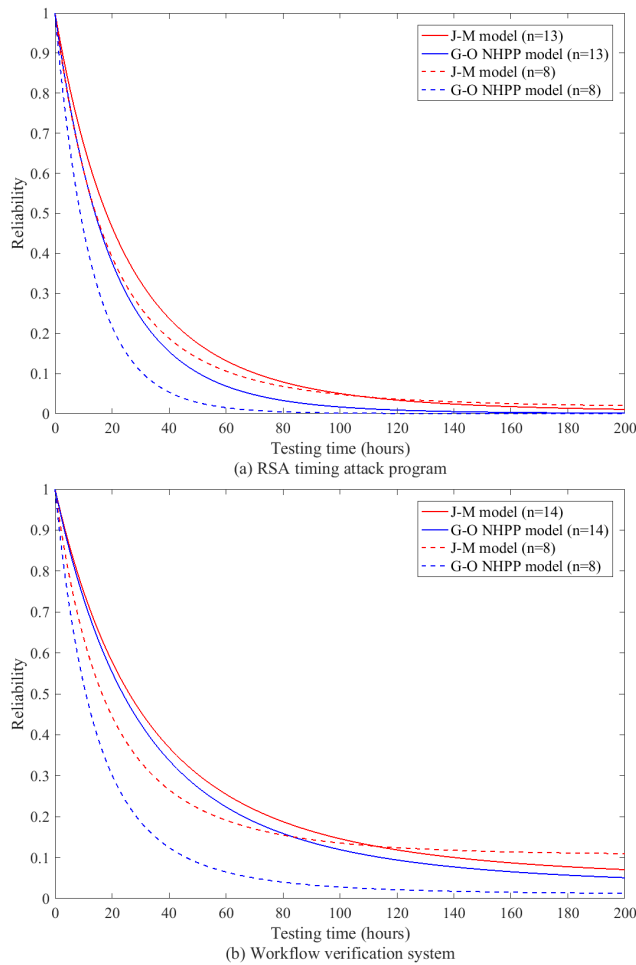 1
0.9
0.8
0.7
0.6
0.5
0.4
0.3
0.2
0.1
0
Reliability
J-M model (n=13)
G-O NHPP model (n=13)
J-M model (n=8)
G-O NHPP model (n=8)
0 20 40 60 80 100 120 140 160 180 200
Testing time (hours)
(a) RSA timing attack program
1
0.9
0.8
0.7
0.6
0.5
0.4
0.3
0.2
0.1
0
Reliability
J-M model (n=14)
G-O NHPP model (n=14)
J-M model (n=8)
G-O NHPP model (n=8)
0 20 40 60 80 100 120 140 160 180 200
Testing time (hours)
(b) Workflow verification system